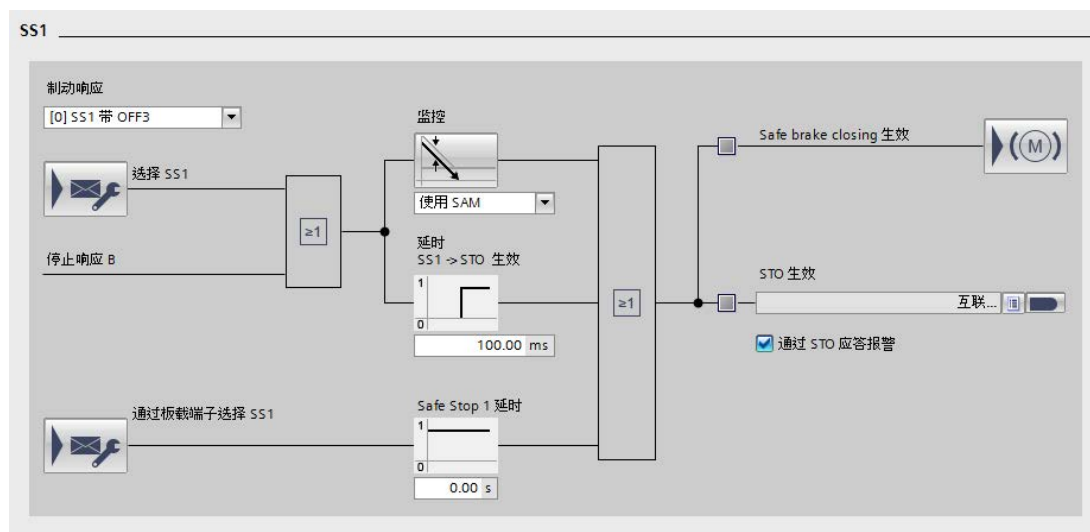 SS1
制动响应
[0] SS1 带 OFF3
选择 SS1
停止响应 B
≥1
监控
使用 SAM
延时
SS1 -> STO 生效
1
0
100.00 ms
≥1
Safe brake closing 生效
M
STO 生效
互联...
通过 STO 应答报警
通过板载端子选择 SS1
Safe Stop 1 延时
1
0
0.00 s